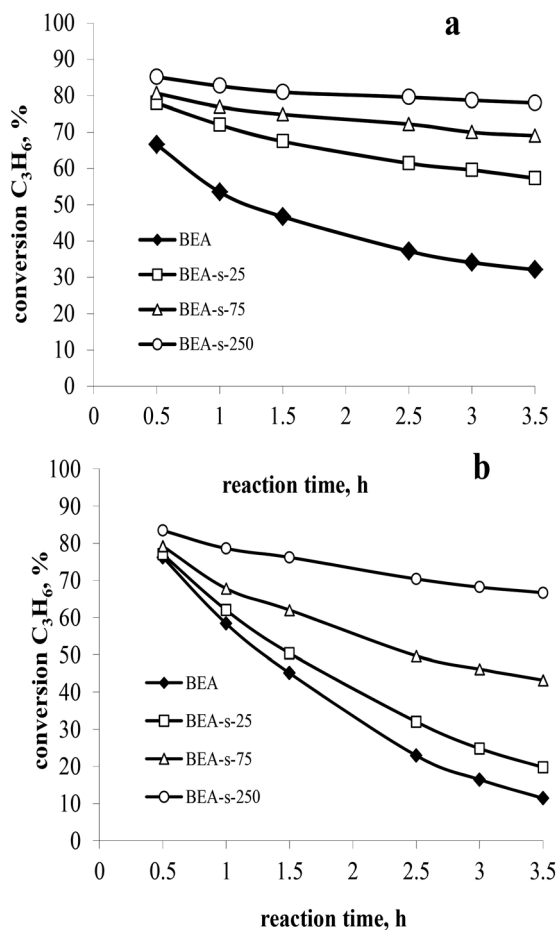 a
100
90
80
70
60
50
40
30
20
10
0
conversion C₃H₆, %
BEA
BEA-s-25
BEA-s-75
BEA-s-250
0 0.5 1 1.5 2 2.5 3 3.5
reaction time, h
b
100
90
80
70
60
50
40
30
20
10
0
conversion C₃H₆, %
BEA
BEA-s-25
BEA-s-75
BEA-s-250
0 0.5 1 1.5 2 2.5 3 3.5
reaction time, h